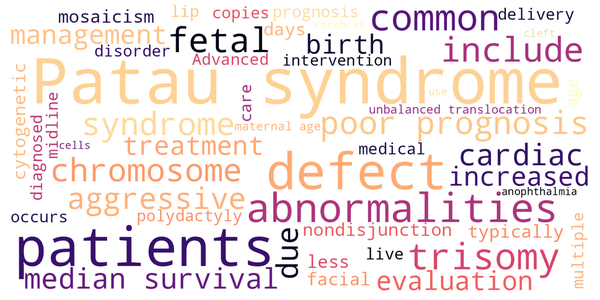 mosaicism
lip
copies
prognosis
common
delivery
management
fetal
days
cerebral
birth
cleft
disorder
Advanced
intervention
include
Patau syndrome
age
cytogenetic
diagnosed
midline
care
use
unbalanced translocation
syndrome
maternal age
poor prognosis
cells
treatment
medical
cardiac
chromosome
defect
increased
aggressive
anophthalmia
abnormalities
occurs
polydactyly
due
nondisjunction
typically
multiple
patients
live
trisomy
less
median survival
facial
evaluation